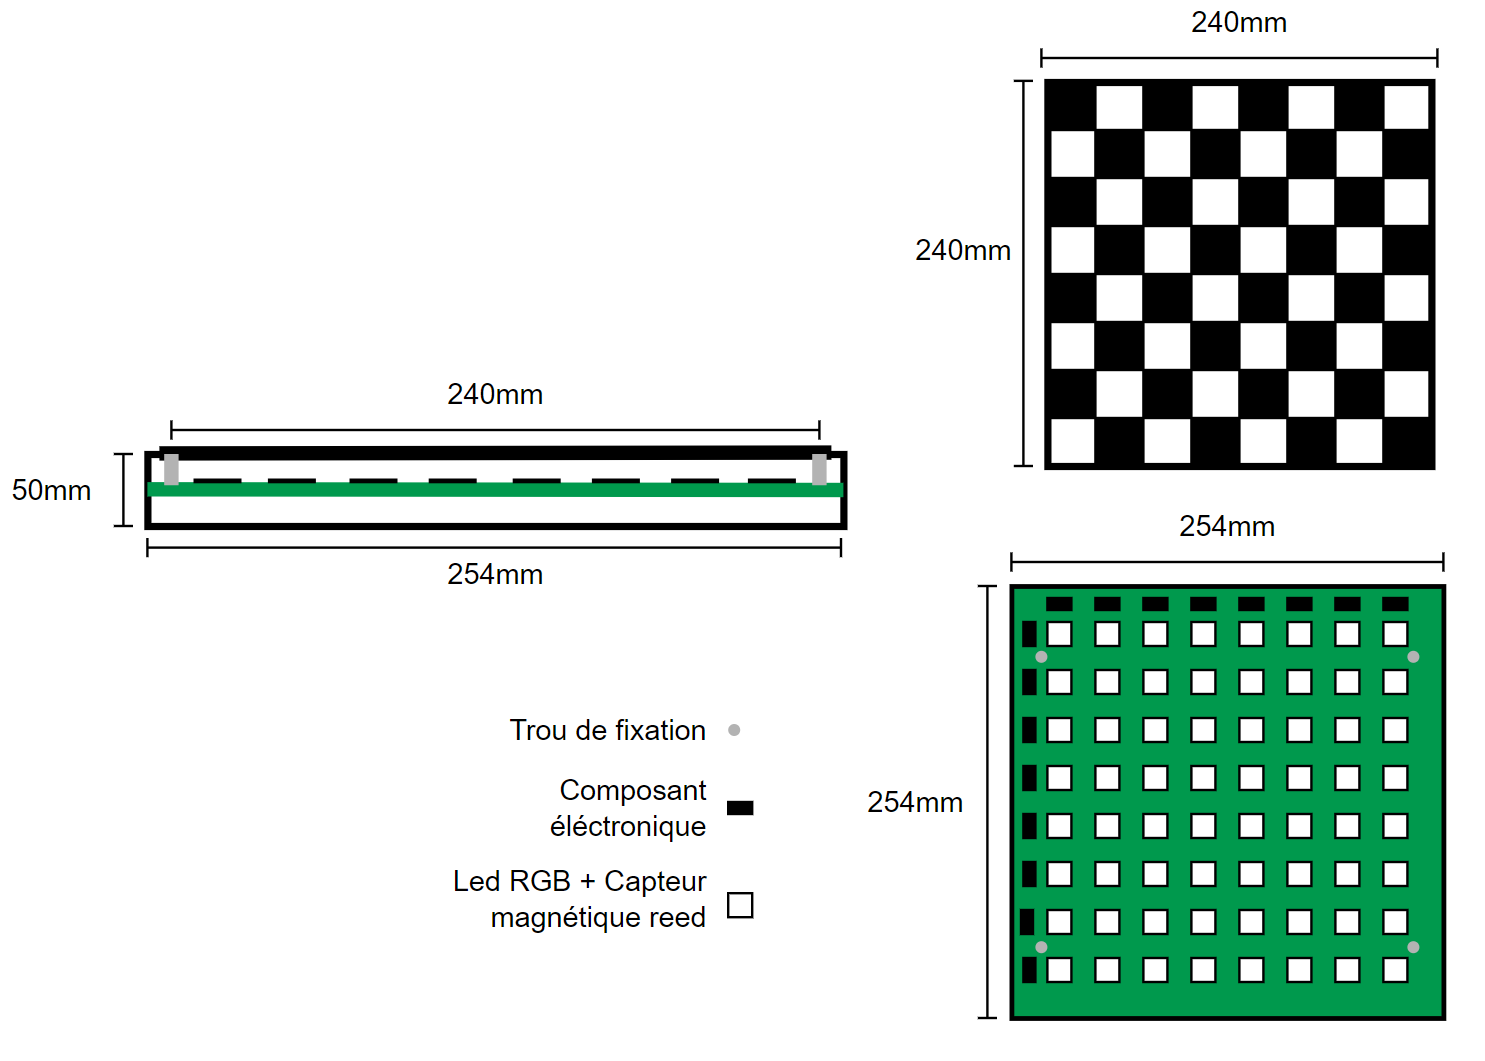 240mm
240mm
240mm
50mm
254mm
254mm
254mm
Trou de fixation
Composant
éléctronique
Led RGB + Capteur
magnétique reed